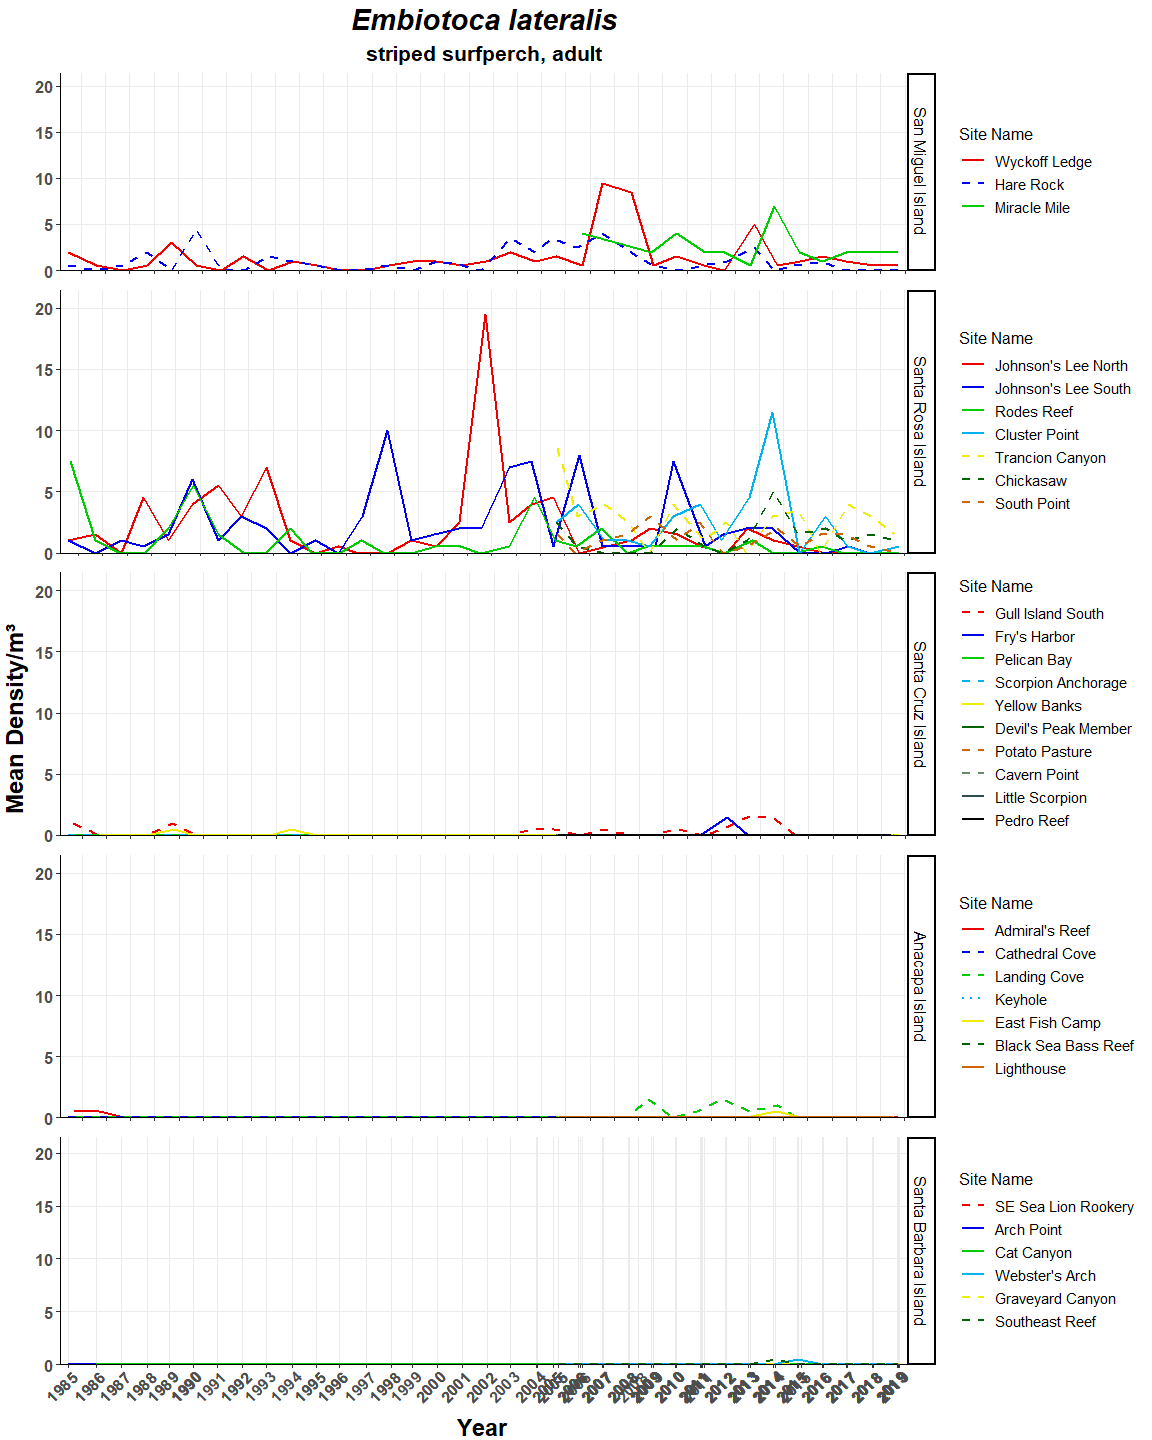 Embiotoca lateralis
striped surfperch, adult
Mean Density/m³
20
15
10
5
0
San Miguel Island
Site Name
Wyckoff Ledge
Hare Rock
Miracle Mile
20
15
10
5
0
Santa Rosa Island
Site Name
Johnson's Lee North
Johnson's Lee South
Rodes Reef
Cluster Point
Trancion Canyon
Chickasaw
South Point
20
15
10
5
0
Santa Cruz Island
Site Name
Gull Island South
Fry's Harbor
Pelican Bay
Scorpion Anchorage
Yellow Banks
Devil's Peak Member
Potato Pasture
Cavern Point
Little Scorpion
Pedro Reef
20
15
10
5
0
Anacapa Island
Site Name
Admiral's Reef
Cathedral Cove
Landing Cove
Keyhole
East Fish Camp
Black Sea Bass Reef
Lighthouse
20
15
10
5
0
Santa Barbara Island
Site Name
SE Sea Lion Rookery
Arch Point
Cat Canyon
Webster's Arch
Graveyard Canyon
Southeast Reef
1985 1986 1987 1988 1989 1990 1991 1992 1993 1994 1995 1996 1997 1998 1999 2000 2001 2002 2003 2004 2005 2006 2007 2008 2009 2010 2011 2012 2013 2014 2015 2016 2017 2018 2019
Year